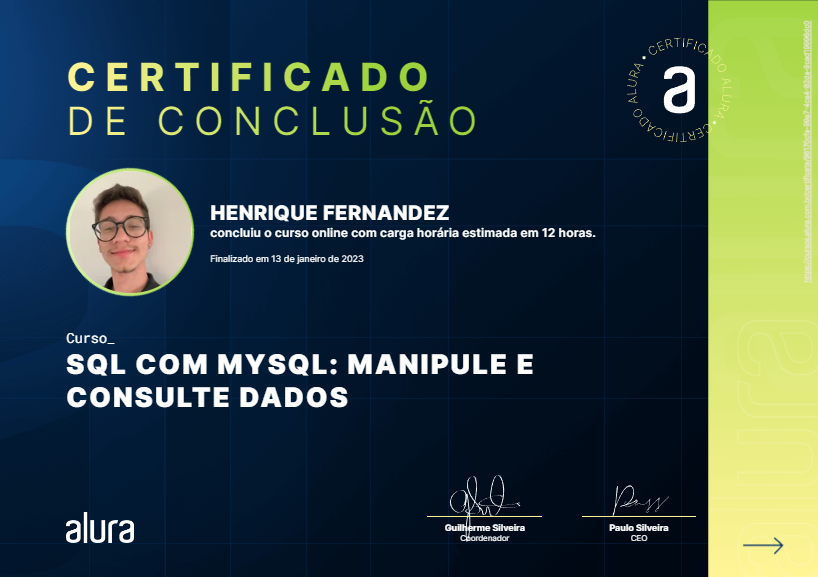 CERTIFICADO
DE CONCLUSÃO
CERTIFICADO ALURA • CERTIFICADO ALURA •
a
HENRIQUE FERNANDEZ
concluiu o curso online com carga horária estimada em 12 horas.
Finalizado em 13 de janeiro de 2023
Curso_
SQL COM MYSQL: MANIPULE E
CONSULTE DADOS
alura
Guilherme Silveira
Coordenador
Paulo Silveira
CEO
alura